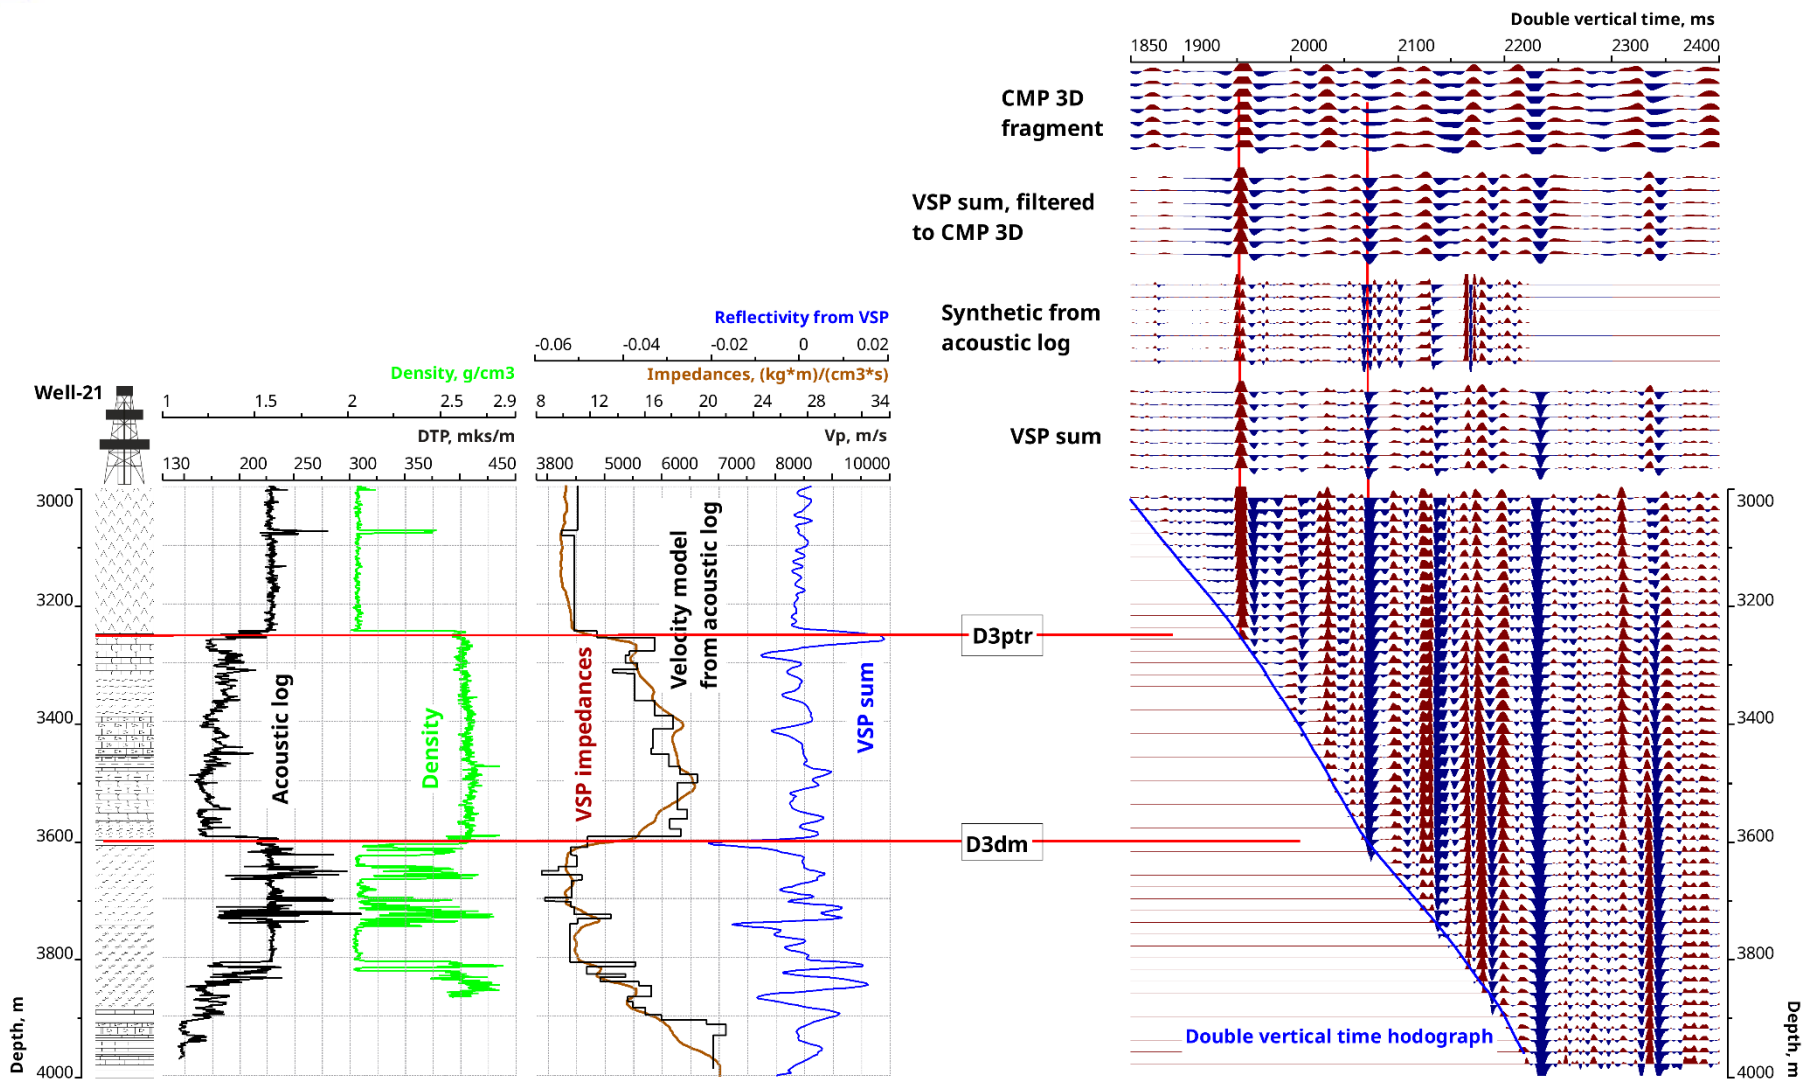 Double vertical time, ms
1850 1900 2000 2100 2200 2300 2400
CMP 3D
fragment
VSP sum, filtered
to CMP 3D
Synthetic from
acoustic log
VSP sum
Reflectivity from VSP
-0.06 -0.04 -0.02 0 0.02
Density, g/cm3
Impedances, (kg*m)/(cm3*s)
Well-21
1 1.5 2 2.5 2.9
8 12 16 20 24 28 34
DTP, mks/m
Vp, m/s
130 200 250 300 350 450
3800 5000 6000 7000 8000 10000
3000
3200
3400
3600
3800
4000
Depth, m
Acoustic log
Density
VSP impedances
Velocity model
from acoustic log
VSP sum
D3ptr
D3dm
3000
3200
3400
3600
3800
4000
Depth, m
Double vertical time hodograph